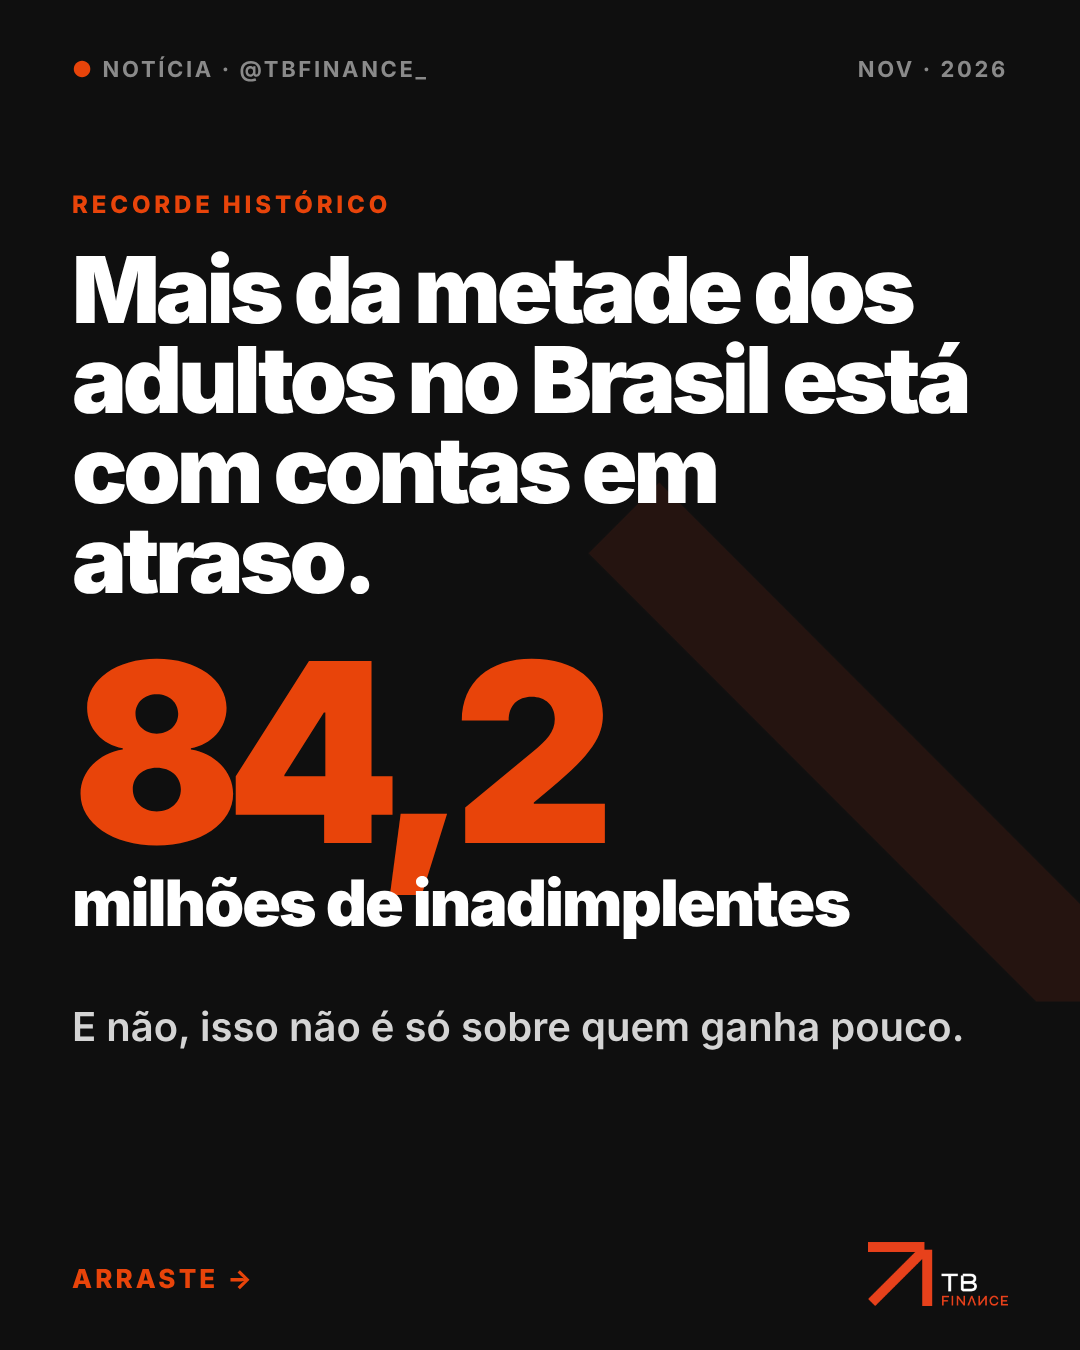 NOTÍCIA · @TBFINANCE_
NOV · 2026
RECORDE HISTÓRICO
Mais da metade dos
adultos no Brasil está
com contas em
atraso.
84,2
milhões de inadimplentes
E não, isso não é só sobre quem ganha pouco.
ARRASTE →
TB
FINANCE